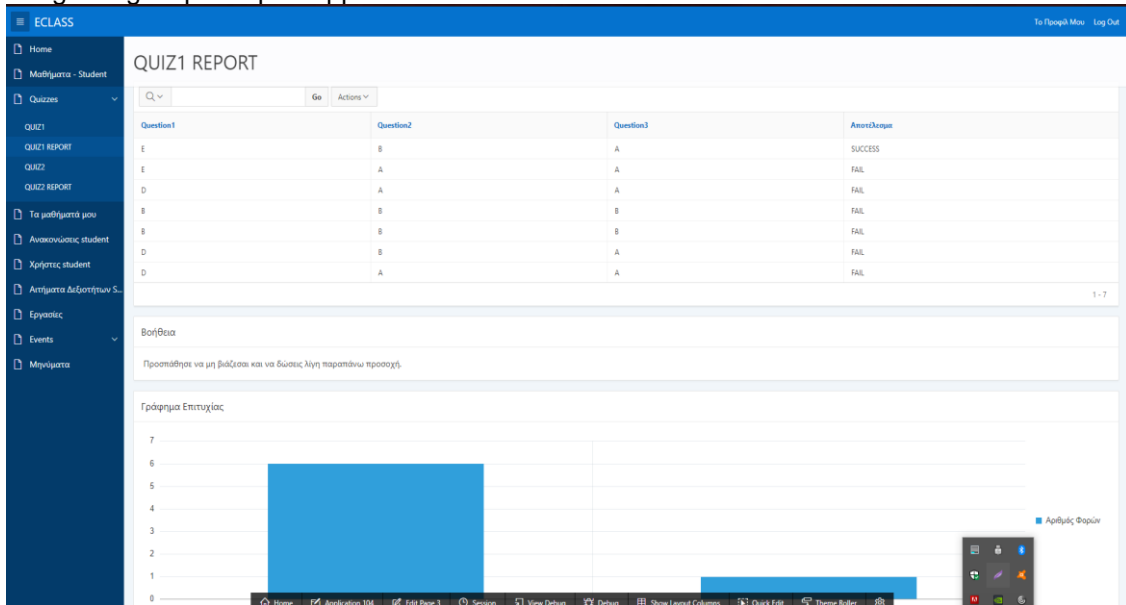 ECLASS
Το Προφίλ Μου Log Out
Home
Μαθήματα - Student
Quizzes
QUIZ1
QUIZ1 REPORT
QUIZ2
QUIZ2 REPORT
Τα μαθήματά μου
Ανακονώσεις student
Χρήστες student
Αιτήματα Δεξιοτήτων S...
Εργασίες
Events
Μηνύματα
QUIZ1 REPORT
Go Actions
Question1 Question2 Question3 Αποτέλεσμα
E B A SUCCESS
E A A FAIL
D A A FAIL
B B B FAIL
B B B FAIL
D B A FAIL
D A A FAIL
1 - 7
Βοήθεια
Προσπάθησε να μη βιάζεσαι και να δώσεις λίγη παραπάνω προσοχή.
Γράφημα Επιτυχίας
7
6
5
4
3
2
1
0
Αριθμός Φορών
Home Application 104 Edit Page 3 Session View Debug Debug Show Layout Columns Quick Edit Theme Roller